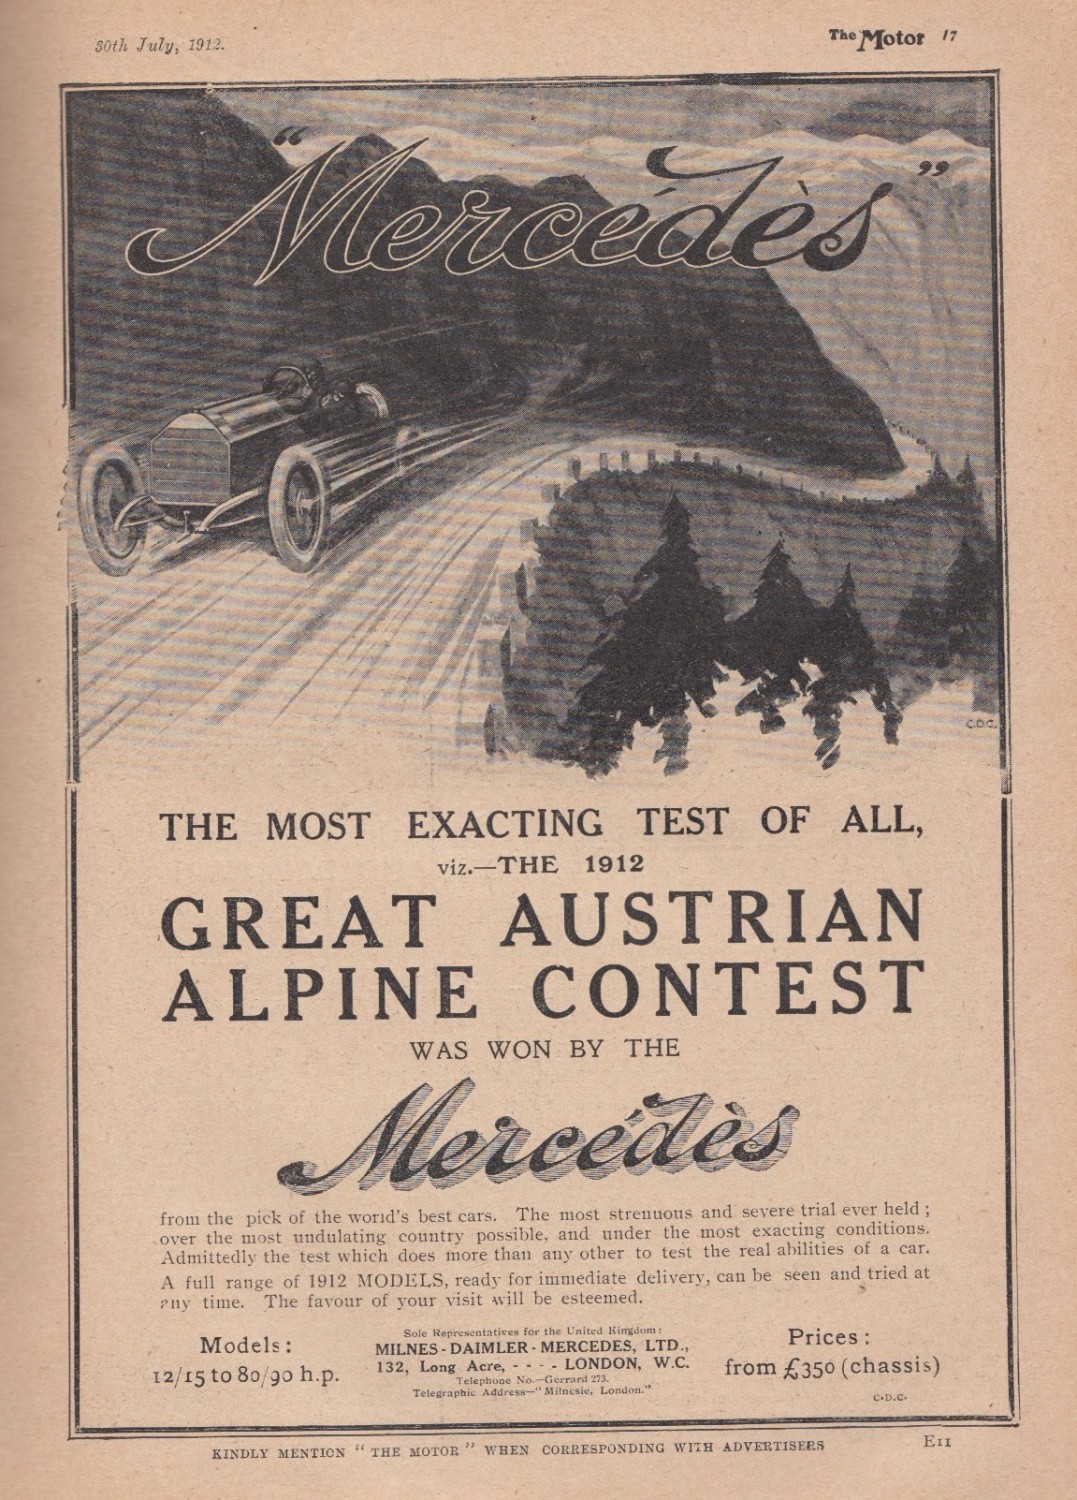 30th July, 1912.
The Motor 17
"Mercédès"
C.D.C.
THE MOST EXACTING TEST OF ALL,
viz.—THE 1912
GREAT AUSTRIAN
ALPINE CONTEST
WAS WON BY THE
Mercédès
from the pick of the world's best cars. The most strenuous and severe trial ever held;
over the most undulating country possible, and under the most exacting conditions.
Admittedly the test which does more than any other to test the real abilities of a car.
A full range of 1912 MODELS, ready for immediate delivery, can be seen and tried at
any time. The favour of your visit will be esteemed.
Models:
12/15 to 80/90 h.p.
Sole Representatives for the United Kingdom:
MILNES-DAIMLER-MERCEDES, LTD.,
132, Long Acre, - - - - LONDON, W.C.
Telephone No.—Gerrard 273.
Telegraphic Address—"Milnesie, London."
Prices:
from £350 (chassis)
C.D.C.
KINDLY MENTION "THE MOTOR" WHEN CORRESPONDING WITH ADVERTISERS
E11